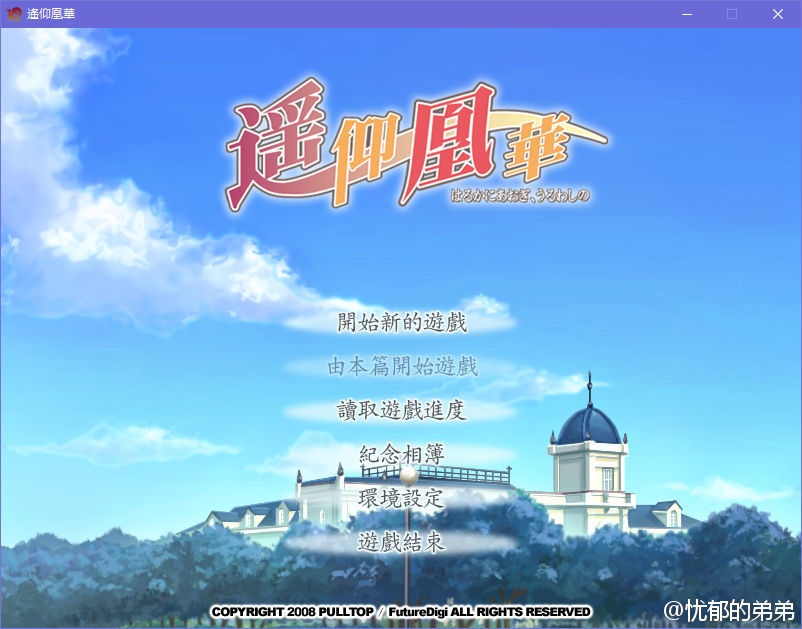 遙仰凰華
遥仰凰華
はるかにあおぎ、うるわしの
開始新的遊戲
由本篇開始遊戲
讀取遊戲進度
紀念相簿
環境設定
遊戲結束
COPYRIGHT 2008 PULLTOP / FutureDigi ALL RIGHTS RESERVED
@忧郁的弟弟